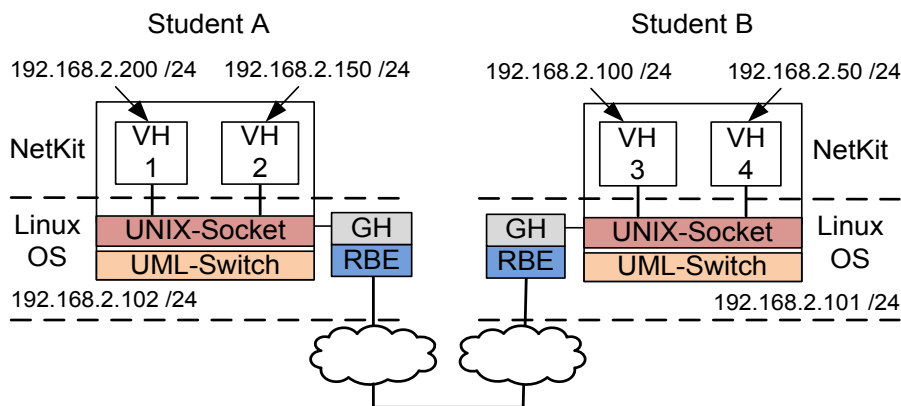 Student A
Student B
192.168.2.200 /24
192.168.2.150 /24
192.168.2.100 /24
192.168.2.50 /24
NetKit
VH
1
VH
2
VH
3
VH
4
NetKit
Linux
OS
UNIX-Socket
UML-Switch
GH
RBE
GH
RBE
UNIX-Socket
UML-Switch
Linux
OS
192.168.2.102 /24
192.168.2.101 /24